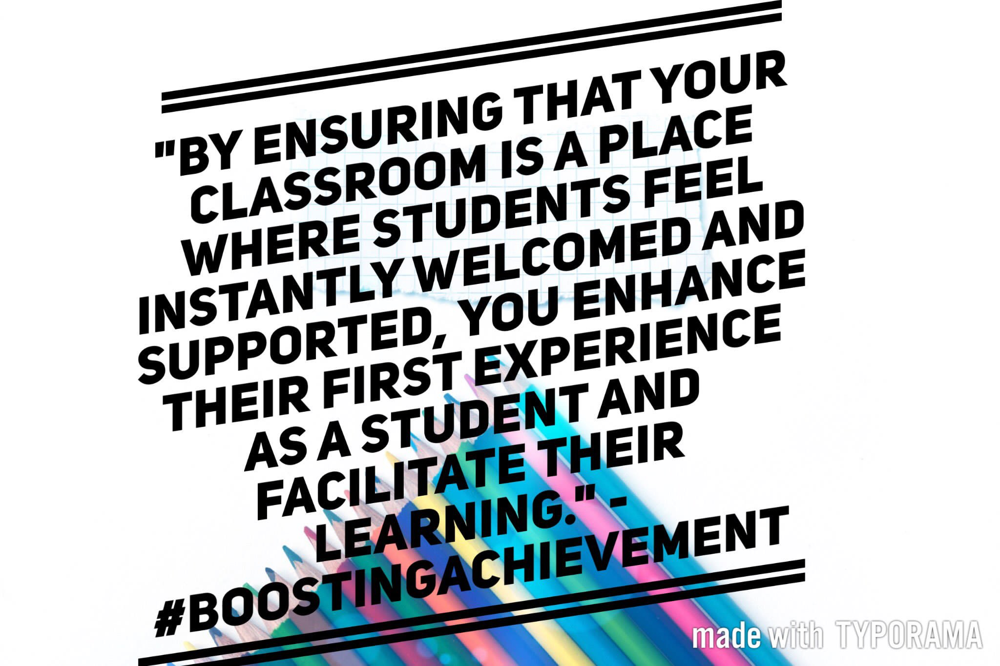 "BY ENSURING THAT YOUR
CLASSROOM IS A PLACE
WHERE STUDENTS FEEL
INSTANTLY WELCOMED AND
SUPPORTED, YOU ENHANCE
THEIR FIRST EXPERIENCE
AS A STUDENT AND
FACILITATE THEIR
LEARNING." -
#BOOSTINGACHIEVEMENT
made with TYPORAMA